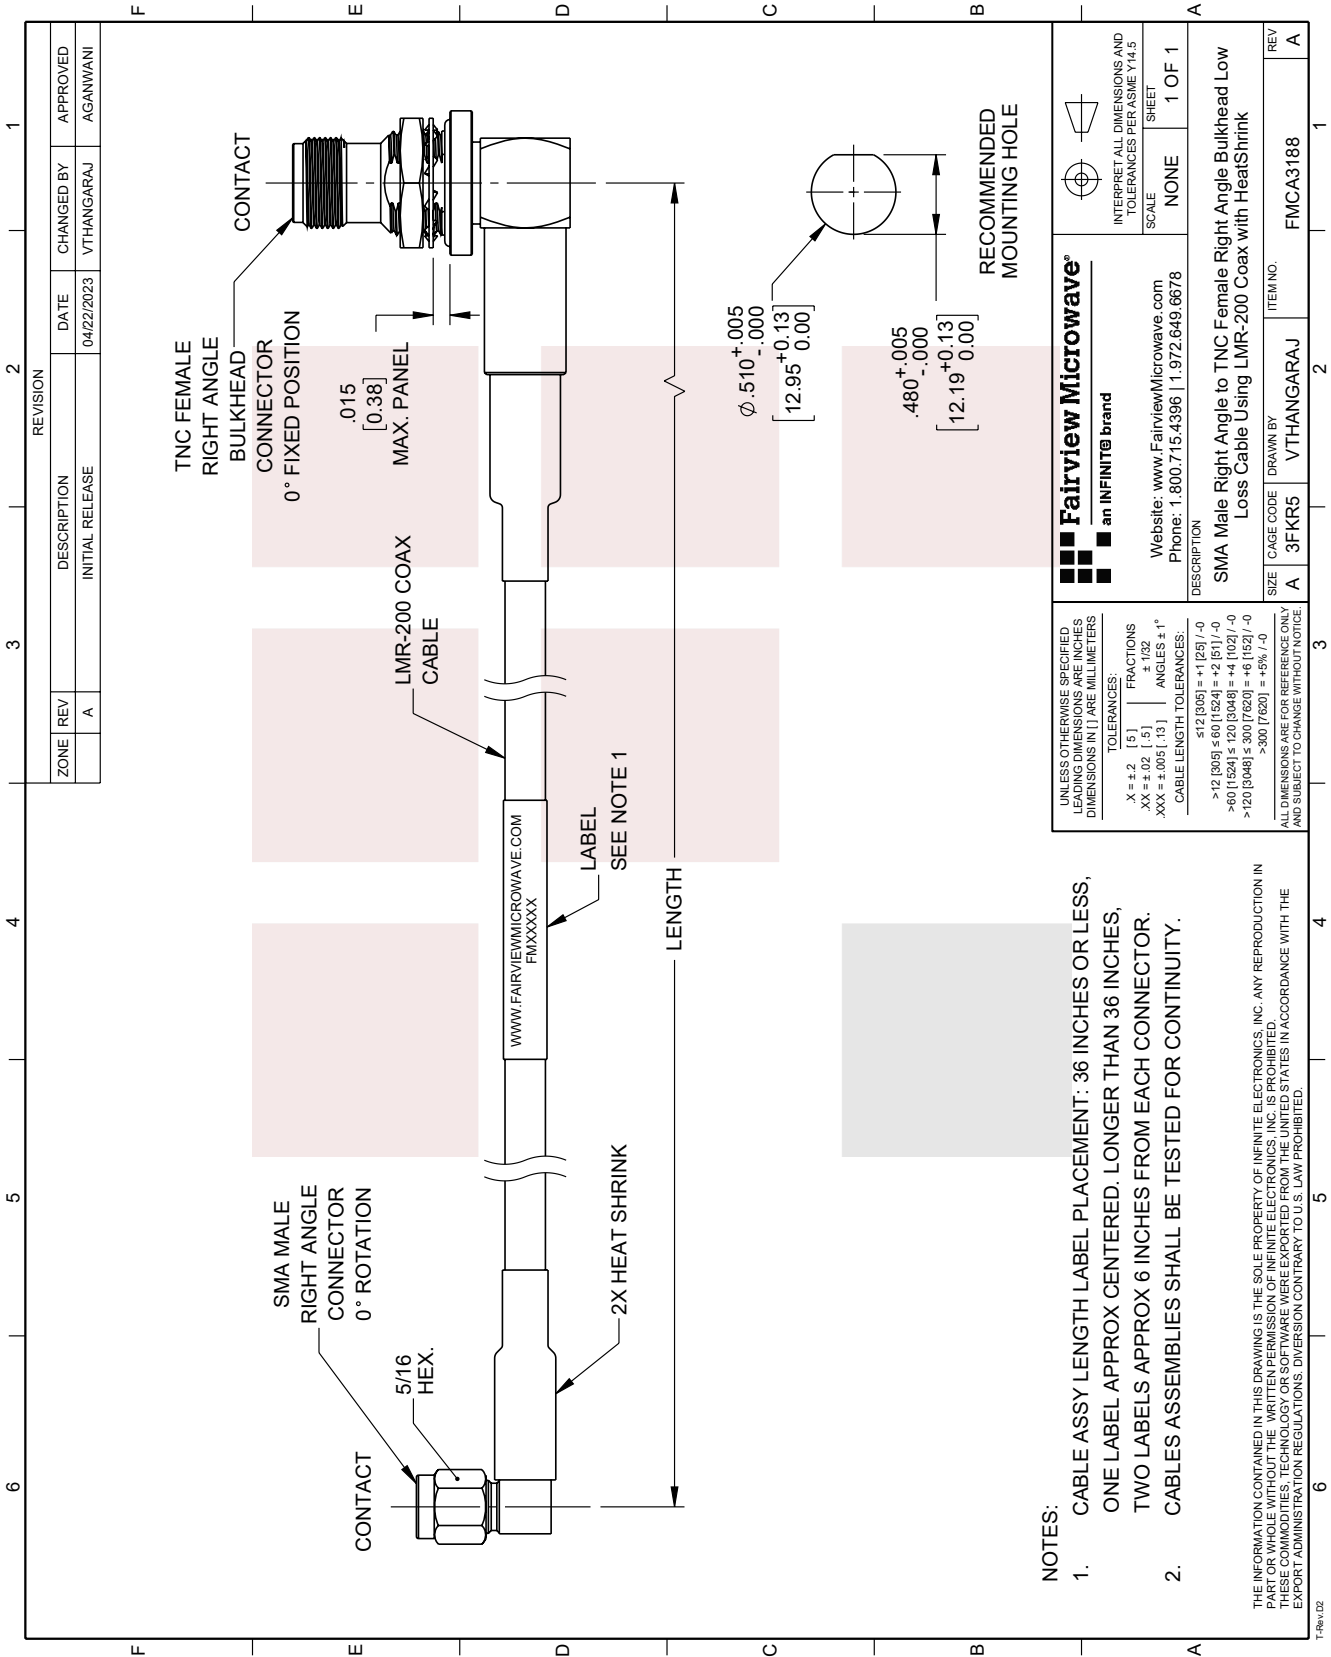 REVISION
ZONE REV DESCRIPTION DATE CHANGED BY APPROVED
A INITIAL RELEASE 04/22/2023 VTHANGARAJ AGANWANI
6 5 4 3 2 1
F
E
D
C
B
A
F
E
D
C
B
A
CONTACT
SMA MALE
RIGHT ANGLE
CONNECTOR
0° ROTATION
5/16
HEX.
2X HEAT SHRINK
WWW.FAIRVIEWMICROWAVE.COM
FMXXXXX
LABEL
SEE NOTE 1
LMR-200 COAX
CABLE
TNC FEMALE
RIGHT ANGLE
BULKHEAD
CONNECTOR
0° FIXED POSITION
CONTACT
.015
[0.38]
MAX. PANEL
LENGTH
Ø.510 +.005
-.000
[12.95 +0.13
0.00]
.480 +.005
-.000
[12.19 +0.13
0.00]
RECOMMENDED
MOUNTING HOLE
NOTES:
1. CABLE ASSY LENGTH LABEL PLACEMENT: 36 INCHES OR LESS,
ONE LABEL APPROX CENTERED. LONGER THAN 36 INCHES,
TWO LABELS APPROX 6 INCHES FROM EACH CONNECTOR.
2. CABLES ASSEMBLIES SHALL BE TESTED FOR CONTINUITY.
THE INFORMATION CONTAINED IN THIS DRAWING IS THE SOLE PROPERTY OF INFINITE ELECTRONICS, INC. ANY REPRODUCTION IN
PART OR WHOLE WITHOUT THE WRITTEN PERMISSION OF INFINITE ELECTRONICS, INC. IS PROHIBITED.
THESE COMMODITIES, TECHNOLOGY OR SOFTWARE WERE EXPORTED FROM THE UNITED STATES IN ACCORDANCE WITH THE
EXPORT ADMINISTRATION REGULATIONS. DIVERSION CONTRARY TO U.S. LAW PROHIBITED.
UNLESS OTHERWISE SPECIFIED
LEADING DIMENSIONS ARE INCHES
DIMENSIONS IN [ ] ARE MILLIMETERS
TOLERANCES:
.X = ±.2 [5] FRACTIONS
.XX = ±.02 [.5] ± 1/32
.XXX = ±.005 [.13] ANGLES ± 1°
CABLE LENGTH TOLERANCES:
≤12 [305] = +1 [25] / -0
>12 [305] ≤ 60 [1524] = +2 [51] / -0
>60 [1524] ≤ 120 [3048] = +4 [102] / -0
>120 [3048] ≤ 300 [7620] = +6 [152] / -0
>300 [7620] = +5% / -0
ALL DIMENSIONS ARE FOR REFERENCE ONLY
AND SUBJECT TO CHANGE WITHOUT NOTICE.
Fairview Microwave®
an INFINIT® brand
Website: www.FairviewMicrowave.com
Phone: 1.800.715.4396 | 1.972.649.6678
INTERPRET ALL DIMENSIONS AND
TOLERANCES PER ASME Y14.5
SCALE NONE SHEET 1 OF 1
DESCRIPTION
SMA Male Right Angle to TNC Female Right Angle Bulkhead Low
Loss Cable Using LMR-200 Coax with HeatShrink
SIZE A CAGE CODE 3FKR5 DRAWN BY VTHANGARAJ ITEM NO. FMCA3188 REV A
T-Rev.D2
6 5 4 3 2 1